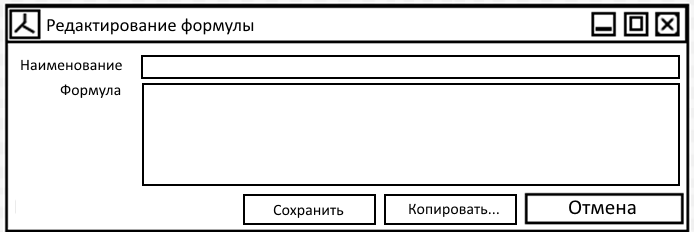 Редактирование формулы
Наименование
Формула
Сохранить Копировать... Отмена